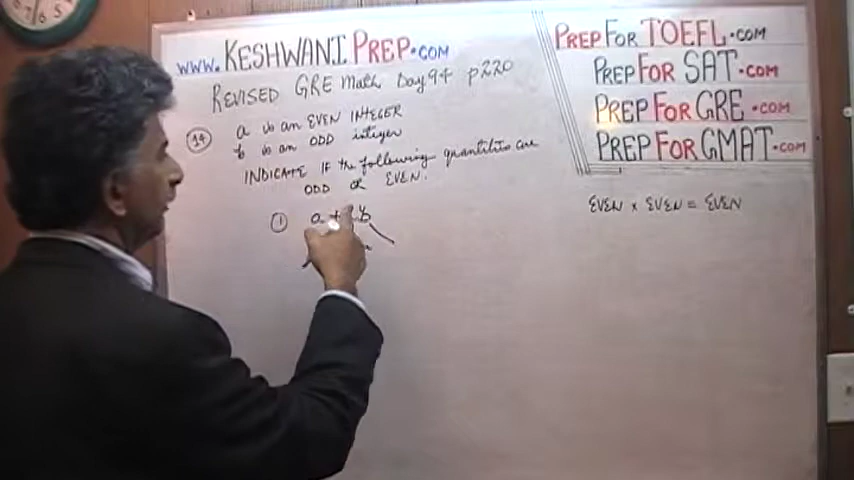 www. KESHWANI PREP.COM
REVISED GRE Math Day 94 p220
14 a is an EVEN INTEGER
b is an ODD integer
INDICATE IF the following quantities are
ODD or EVEN.
1 a +
PREP FOR TOEFL.COM
PREP FOR SAT.COM
PREP FOR GRE.COM
PREP FOR GMAT.COM
EVEN x EVEN = EVEN